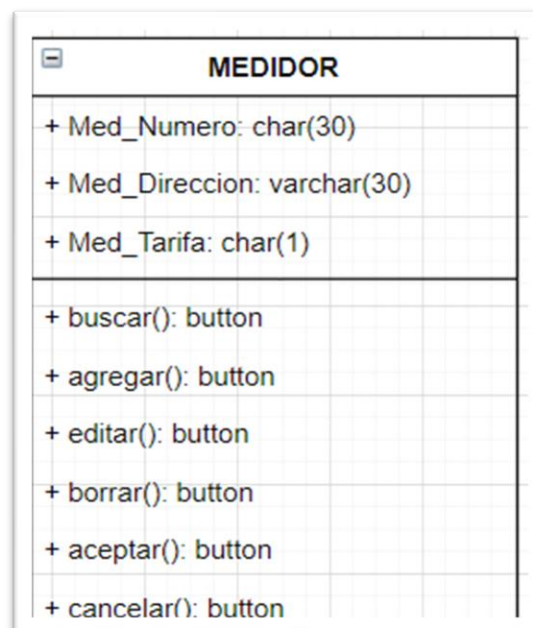 MEDIDOR
+ Med_Numero: char(30)
+ Med_Direccion: varchar(30)
+ Med_Tarifa: char(1)
+ buscar(): button
+ agregar(): button
+ editar(): button
+ borrar(): button
+ aceptar(): button
+ cancelar(): button